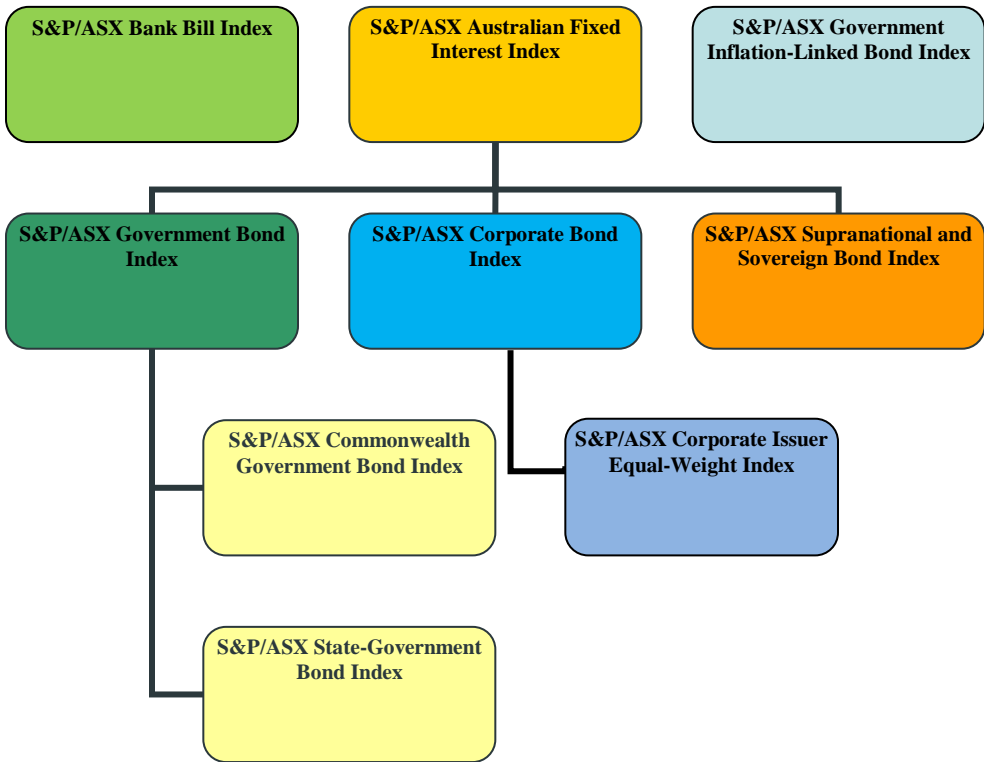 S&P/ASX Bank Bill Index
S&P/ASX Australian Fixed
Interest Index
S&P/ASX Government
Inflation-Linked Bond Index
S&P/ASX Government Bond
Index
S&P/ASX Corporate Bond
Index
S&P/ASX Supranational and
Sovereign Bond Index
S&P/ASX Commonwealth
Government Bond Index
S&P/ASX Corporate Issuer
Equal-Weight Index
S&P/ASX State-Government
Bond Index